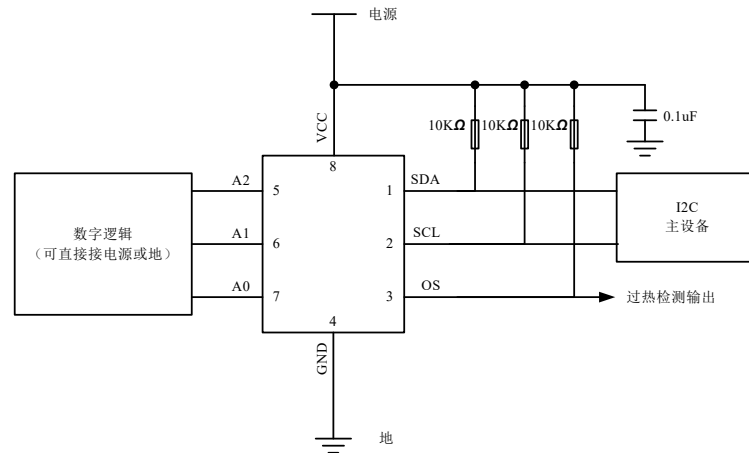 电源
10KΩ 10KΩ 10KΩ
0.1uF
VCC
8
A2
5
1
SDA
数字逻辑
（可直接接电源或地）
A1
6
2
SCL
I2C
主设备
A0
7
3
OS
过热检测输出
4
GND
地